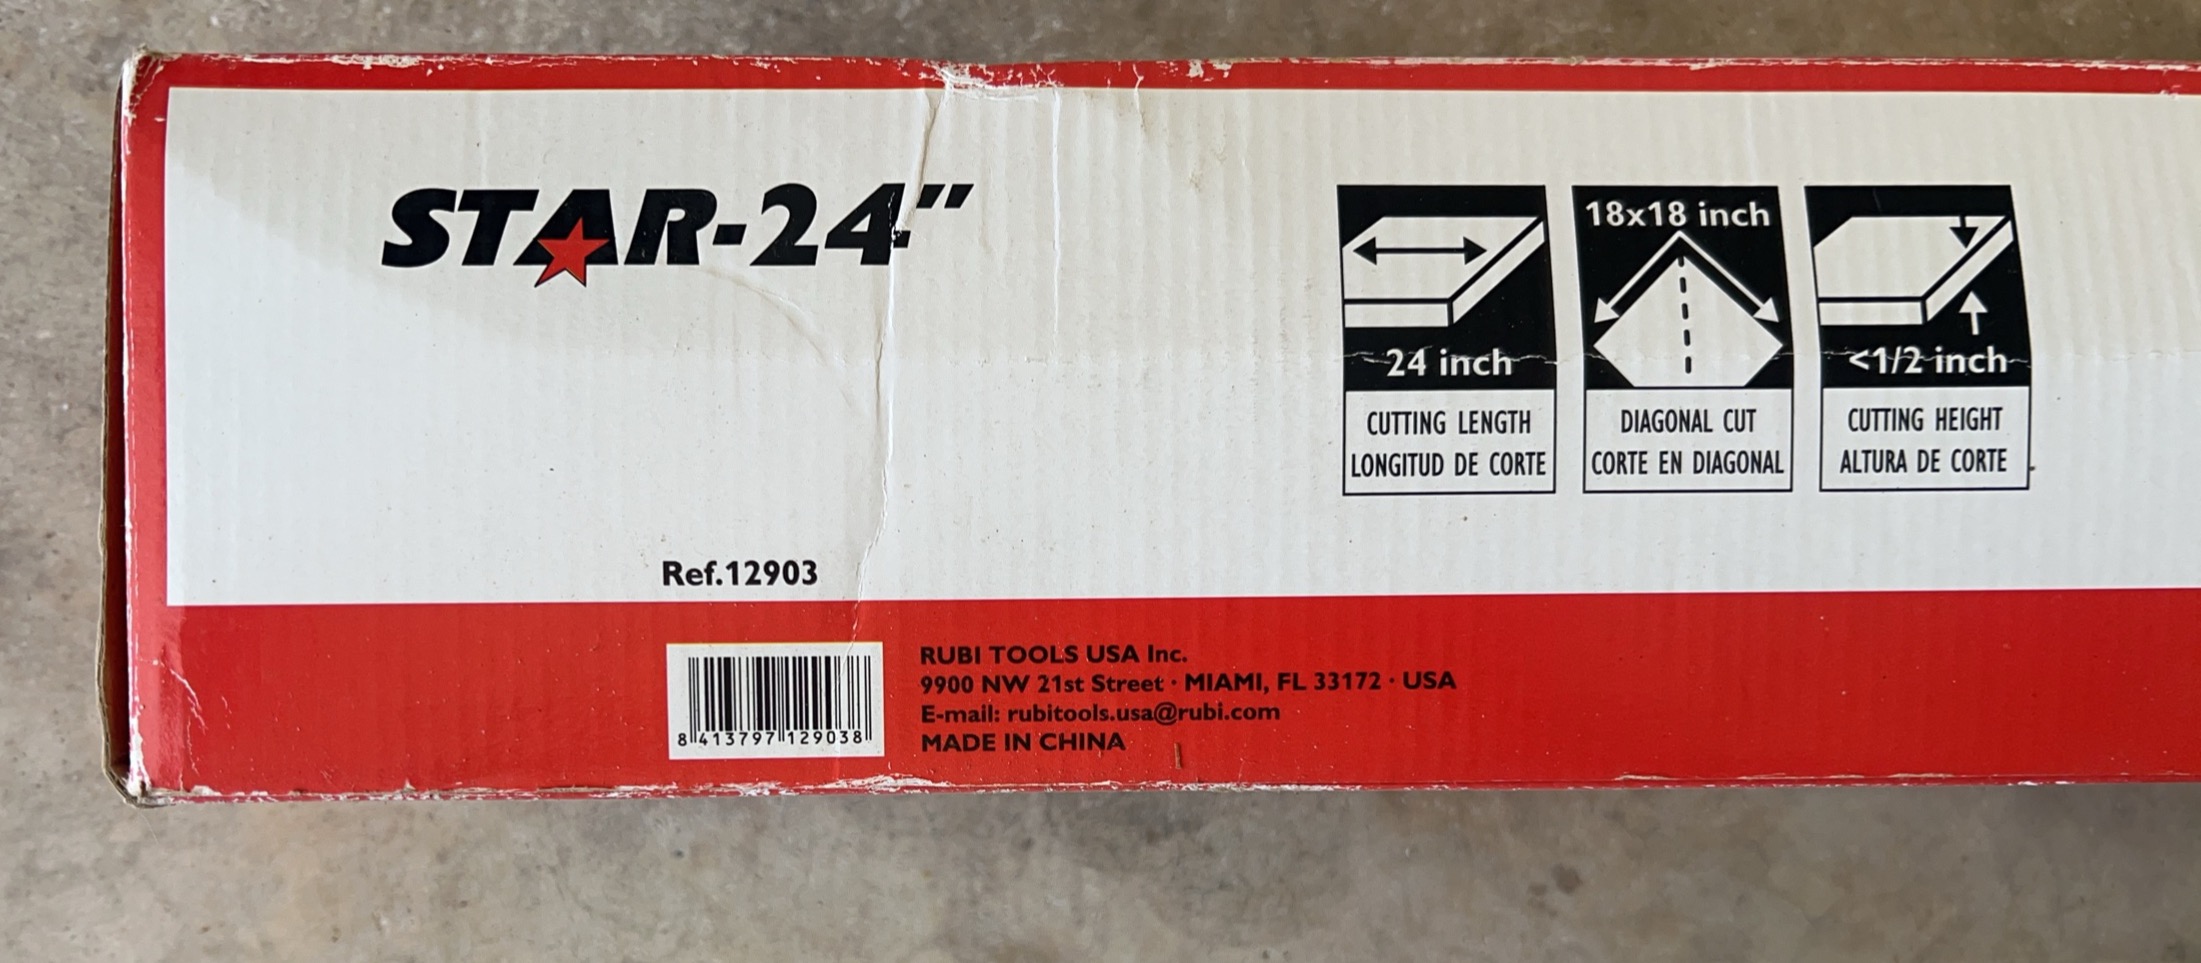 STAR-24"
24 inch
CUTTING LENGTH
LONGITUD DE CORTE
18x18 inch
DIAGONAL CUT
CORTE EN DIAGONAL
<1/2 inch
CUTTING HEIGHT
ALTURA DE CORTE
Ref.12903
8 413797 129038
RUBI TOOLS USA Inc.
9900 NW 21st Street · MIAMI, FL 33172 · USA
E-mail: rubitools.usa@rubi.com
MADE IN CHINA